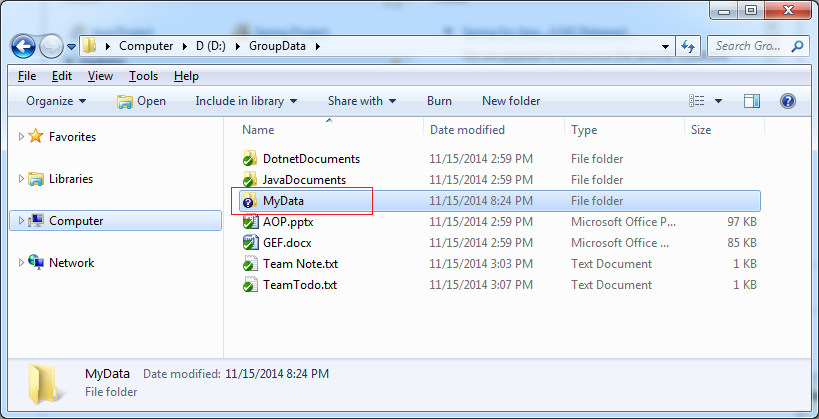 Computer ▸ D (D:) ▸ GroupData ▸
Search Gro...
File Edit View Tools Help
Organize Open Include in library Share with Burn New folder
Favorites
Libraries
Computer
Network
Name Date modified Type Size
DotnetDocuments 11/15/2014 2:59 PM File folder
JavaDocuments 11/15/2014 2:59 PM File folder
MyData 11/15/2014 8:24 PM File folder
AOP.pptx 11/15/2014 2:59 PM Microsoft Office P... 97 KB
GEF.docx 11/15/2014 2:59 PM Microsoft Office ... 85 KB
Team Note.txt 11/15/2014 3:03 PM Text Document 1 KB
TeamTodo.txt 11/15/2014 3:07 PM Text Document 1 KB
MyData Date modified: 11/15/2014 8:24 PM
File folder